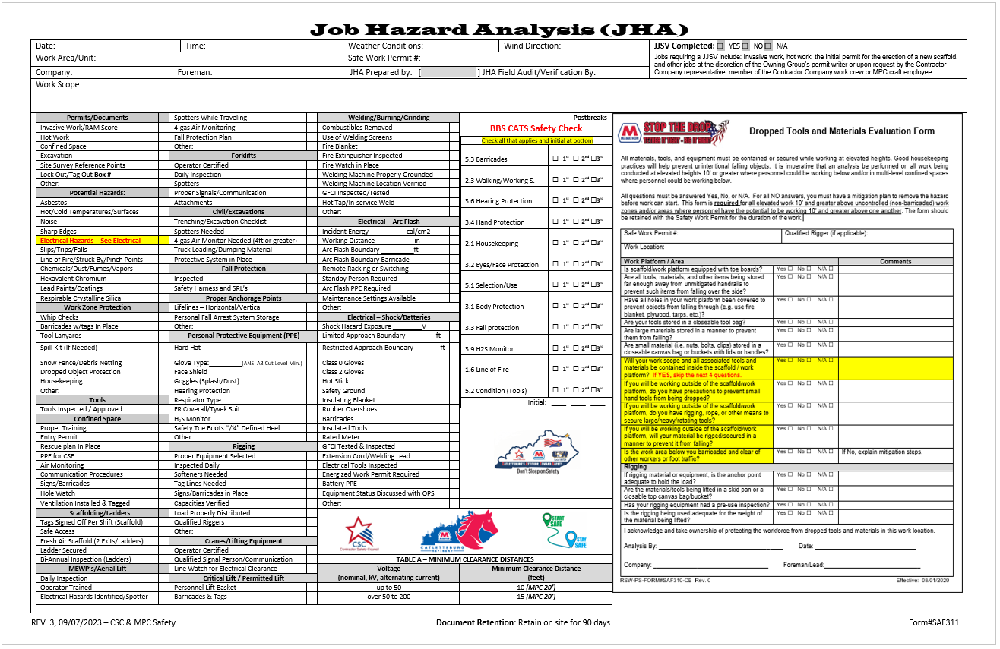 Job Hazard Analysis (JHA)
Date:
Time:
Weather Conditions:
Wind Direction:
JJSV Completed: ☐ YES ☐ NO ☐ N/A
Jobs requiring a JJSV include: Invasive work, hot work, the initial permit for the erection of a new scaffold,
and other jobs at the discretion of the Owning Group's permit writer or upon request by the Contractor
Company representative, member of the Contractor Company work crew or MPC craft employee.
Work Area/Unit:
Safe Work Permit #:
Company:
Foreman:
JHA Prepared by: [ ] JHA Field Audit/Verification By:
Work Scope:
Permits/Documents
Invasive Work/RAM Score
Hot Work
Confined Space
Excavation
Site Survey Reference Points
Lock Out/Tag Out Box #________
Other:
Potential Hazards:
Asbestos
Hot/Cold Temperatures/Surfaces
Noise
Sharp Edges
Electrical Hazards – See Electrical
Slips/Trips/Falls
Line of Fire/Struck By/Pinch Points
Chemicals/Dust/Fumes/Vapors
Hexavalent Chromium
Lead Paints/Coatings
Respirable Crystalline Silica
Work Zone Protection
Whip Checks
Barricades w/tags In Place
Tool Lanyards
Spill Kit (If Needed)
Snow Fence/Debris Netting
Dropped Object Protection
Housekeeping
Other:
Tools
Tools Inspected / Approved
Confined Space
Proper Training
Entry Permit
Rescue plan In Place
PPE for CSE
Air Monitoring
Communication Procedures
Signs/Barricades
Hole Watch
Ventilation Installed & Tagged
Scaffolding/Ladders
Tags Signed Off Per Shift (Scaffold)
Safe Access
Fresh Air Scaffold (2 Exits/Ladders)
Ladder Secured
Bi-Annual Inspection (Ladders)
MEWP's/Aerial Lift
Daily Inspection
Operator Trained
Electrical Hazards Identified/Spotter
Spotters While Traveling
4-gas Air Monitoring
Fall Protection Plan
Other:
Forklifts
Operator Certified
Daily Inspection
Spotters
Proper Signals/Communication
Attachments
Civil/Excavations
Trenching/Excavation Checklist
Spotters Needed
4-gas Air Monitor Needed (4ft or greater)
Truck Loading/Dumping Material
Protective System in Place
Fall Protection
Inspected
Safety Harness and SRL's
Proper Anchorage Points
Lifelines – Horizontal/Vertical
Personal Fall Arrest System Storage
Other:
Personal Protective Equipment (PPE)
Hard Hat
Glove Type:__________(ANSI A3 Cut Level Min.)
Face Shield
Goggles (Splash/Dust)
Hearing Protection
Respirator Type:
FR Coverall/Tyvek Suit
H₂S Monitor
Safety Toe Boots "/¼" Defined Heel
Other:
Rigging
Proper Equipment Selected
Inspected Daily
Softeners Needed
Tag Lines Needed
Signs/Barricades in Place
Capacities Verified
Load Properly Distributed
Qualified Riggers
Other:
Cranes/Lifting Equipment
Operator Certified
Qualified Signal Person/Communication
Line Watch for Electrical Clearance
Critical Lift / Permitted Lift
Personnel Lift Basket
Barricades & Tags
Welding/Burning/Grinding
Combustibles Removed
Use of Welding Screens
Fire Blanket
Fire Extinguisher Inspected
Fire Watch in Place
Welding Machine Properly Grounded
Welding Machine Location Verified
GFCI Inspected/Tested
Hot Tap/In-service Weld
Other:
Electrical – Arc Flash
Incident Energy __________cal/cm2
Working Distance __________ in
Arc Flash Boundary _________ft
Arc Flash Boundary Barricade
Remote Racking or Switching
Standby Person Required
Arc Flash PPE Required
Maintenance Settings Available
Other:
Electrical – Shock/Batteries
Shock Hazard Exposure ________V
Limited Approach Boundary ________ft
Restricted Approach Boundary _______ft
Class 0 Gloves
Class 2 Gloves
Hot Stick
Safety Ground
Insulating Blanket
Rubber Overshoes
Barricades
Insulated Tools
Rated Meter
GFCI Tested & Inspected
Extension Cord/Welding Lead
Electrical Tools Inspected
Energized Work Permit Required
Battery PPE
Equipment Status Discussed with OPS
Other:
Postbreaks
BBS CATS Safety Check
Check all that applies and initial at bottom
5.3 Barricades ☐ 1st ☐ 2nd ☐3rd
2.3 Walking/Working S. ☐ 1st ☐ 2nd ☐3rd
3.6 Hearing Protection ☐ 1st ☐ 2nd ☐3rd
3.4 Hand Protection ☐ 1st ☐ 2nd ☐3rd
2.1 Housekeeping ☐ 1st ☐ 2nd ☐3rd
3.2 Eyes/Face Protection ☐ 1st ☐ 2nd ☐3rd
5.1 Selection/Use ☐ 1st ☐ 2nd ☐3rd
3.1 Body Protection ☐ 1st ☐ 2nd ☐3rd
3.3 Fall protection ☐ 1st ☐ 2nd ☐3rd
3.9 H2S Monitor ☐ 1st ☐ 2nd ☐3rd
1.6 Line of Fire ☐ 1st ☐ 2nd ☐3rd
5.2 Condition (Tools) ☐ 1st ☐ 2nd ☐3rd
Initial: ____ ____ ____
Don't Sleep on Safety
CSC
Contractor Safety Council
CATLETTSBURG
REFINERY
START
SAFE
STAY
SAFE
TABLE A – MINIMUM CLEARANCE DISTANCES
Voltage
(nominal, kV, alternating current)
Minimum Clearance Distance
(feet)
up to 50
10 (MPC 20')
over 50 to 200
15 (MPC 20')
MARATHON
STOP THE DROP
Dropped Tools and Materials Evaluation Form
All materials, tools, and equipment must be contained or secured while working at elevated heights. Good housekeeping
practices will help prevent unintentional falling objects. It is imperative that an analysis be performed on all work being
conducted at elevated heights 10' or greater where personnel could be working below and/or in multi-level confined spaces
where personnel could be working below.
All questions must be answered Yes, No, or N/A. For all NO answers, you must have a mitigation plan to remove the hazard
before work can start. This form is required for all elevated work 10' and greater above uncontrolled (non-barricaded) work
zones and/or areas where personnel have the potential to be working 10' and greater above one another. The form should
be retained with the Safety Work Permit for the duration of the work.
Safe Work Permit #:
Qualified Rigger (if applicable):
Work Location:
Work Platform / Area
Comments
Is scaffold/work platform equipped with toe boards? Yes ☐ No ☐ N/A ☐
Are all tools, materials, and other items being stored Yes ☐ No ☐ N/A ☐
far enough away from unmitigated handrails to
prevent such items from falling over the side?
Have all holes in your work platform been covered to Yes ☐ No ☐ N/A ☐
prevent objects from falling through (e.g. use fire
blanket, plywood, tarps, etc.)?
Are your tools stored in a closeable tool bag? Yes ☐ No ☐ N/A ☐
Are large materials stored in a manner to prevent Yes ☐ No ☐ N/A ☐
them from falling?
Are small material (i.e. nuts, bolts, clips) stored in a Yes ☐ No ☐ N/A ☐
closeable canvas bag or buckets with lids or handles?
Will your work scope and all associated tools and Yes ☐ No ☐ N/A ☐
materials be contained inside the scaffold / work
platform? If YES, skip the next 4 questions.
If you will be working outside of the scaffold/work Yes ☐ No ☐ N/A ☐
platform, do you have precautions to prevent small
hand tools from being dropped?
If you will be working outside of the scaffold/work Yes ☐ No ☐ N/A ☐
platform, do you have rigging, rope, or other means to
secure large/heavy/rotating tools?
If you will be working outside of the scaffold/work Yes ☐ No ☐ N/A ☐
platform, will your material be rigged/secured in a
manner to prevent it from falling?
Is the work area below you barricaded and clear of Yes ☐ No ☐ N/A ☐ If No, explain mitigation steps.
other workers or foot traffic?
Rigging
If rigging material or equipment, is the anchor point Yes ☐ No ☐ N/A ☐
adequate to hold the load?
Are the materials/tools being lifted in a skid pan or a Yes ☐ No ☐ N/A ☐
closable top canvas bag/bucket?
Has your rigging equipment had a pre-use inspection? Yes ☐ No ☐ N/A ☐
Is the rigging being used adequate for the weight of Yes ☐ No ☐ N/A ☐
the material being lifted?
I acknowledge and take ownership of protecting the workforce from dropped tools and materials in this work location.
Analysis By: ______________________ Date: ______________________
Company: ______________________ Foreman/Lead:______________________
RSW-PS-FORM#SAF310-CB Rev. 0
Effective: 08/01/2020
REV. 3, 09/07/2023 – CSC & MPC Safety
Document Retention: Retain on site for 90 days
Form#SAF311